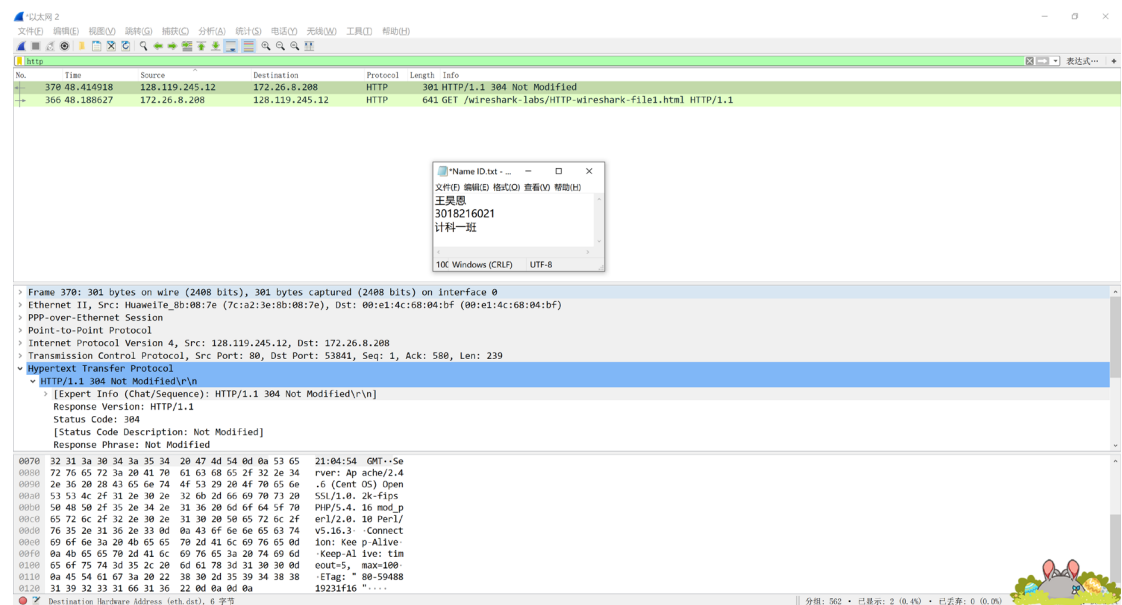 *以太网 2
文件(F) 编辑(E) 视图(V) 跳转(G) 捕获(C) 分析(A) 统计(S) 电话(Y) 无线(W) 工具(T) 帮助(H)
http 表达式… +
No. Time Source Destination Protocol Length Info
370 48.414918 128.119.245.12 172.26.8.208 HTTP 301 HTTP/1.1 304 Not Modified
366 48.188627 172.26.8.208 128.119.245.12 HTTP 641 GET /wireshark-labs/HTTP-wireshark-file1.html HTTP/1.1
*Name ID.txt - ...
文件(F) 编辑(E) 格式(O) 查看(V) 帮助(H)
王昊恩
3018216021
计科一班
Windows (CRLF) UTF-8
Frame 370: 301 bytes on wire (2408 bits), 301 bytes captured (2408 bits) on interface 0
Ethernet II, Src: HuaweiTe_8b:08:7e (7c:a2:3e:8b:08:7e), Dst: 00:e1:4c:68:04:bf (00:e1:4c:68:04:bf)
PPP-over-Ethernet Session
Point-to-Point Protocol
Internet Protocol Version 4, Src: 128.119.245.12, Dst: 172.26.8.208
Transmission Control Protocol, Src Port: 80, Dst Port: 53841, Seq: 1, Ack: 580, Len: 239
Hypertext Transfer Protocol
HTTP/1.1 304 Not Modified\r\n
[Expert Info (Chat/Sequence): HTTP/1.1 304 Not Modified\r\n]
Response Version: HTTP/1.1
Status Code: 304
[Status Code Description: Not Modified]
Response Phrase: Not Modified
0070 32 31 3a 30 34 3a 35 34 20 47 4d 54 0d 0a 53 65 21:04:54 GMT··Se
0080 72 76 65 72 3a 20 41 70 61 63 68 65 2f 32 2e 34 rver: Ap ache/2.4
0090 2e 36 20 28 43 65 6e 74 4f 53 29 20 4f 70 65 6e .6 (Cent OS) Open
00a0 53 53 4c 2f 31 2e 30 2e 32 6b 2d 66 69 70 73 20 SSL/1.0. 2k-fips
00b0 50 48 50 2f 35 2e 34 2e 31 36 20 6d 6f 64 5f 70 PHP/5.4. 16 mod_p
00c0 65 72 6c 2f 32 2e 30 2e 31 30 20 50 65 72 6c 2f erl/2.0. 10 Perl/
00d0 76 35 2e 31 36 2e 33 0d 0a 43 6f 6e 6e 65 63 74 v5.16.3· ·Connect
00e0 69 6f 6e 3a 20 4b 65 65 70 2d 41 6c 69 76 65 0d ion: Kee p-Alive·
00f0 0a 4b 65 65 70 2d 41 6c 69 76 65 3a 20 74 69 6d ·Keep-Al ive: tim
0100 65 6f 75 74 3d 35 2c 20 6d 61 78 3d 31 30 30 0d eout=5, max=100·
0110 0a 45 54 61 67 3a 20 22 38 30 2d 35 39 34 38 38 ·ETag: " 80-59488
0120 31 39 32 33 31 66 31 36 22 0d 0a 0d 0a 19231f16 "····
Destination Hardware Address (eth.dst), 6 字节 分组: 562 · 已显示: 2 (0.4%) · 已丢弃: 0 (0.0%)